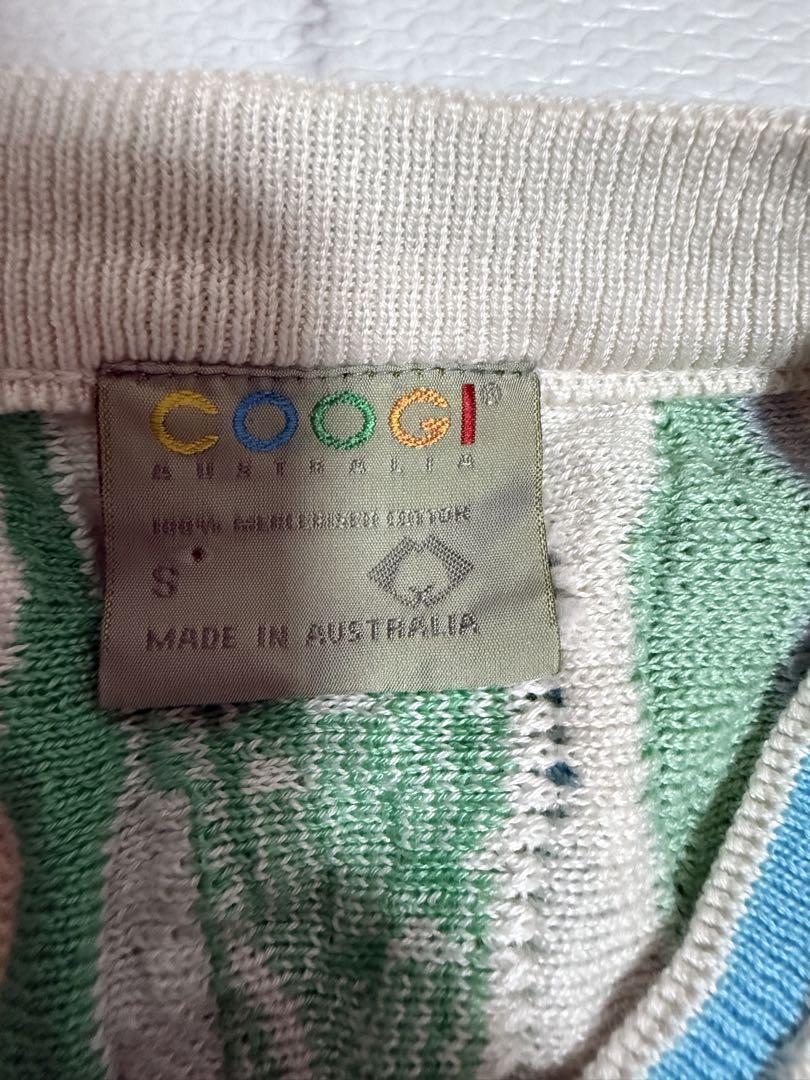 COOGI®
AUSTRALIA
100% MERCERISED COTTON
S
MADE IN AUSTRALIA